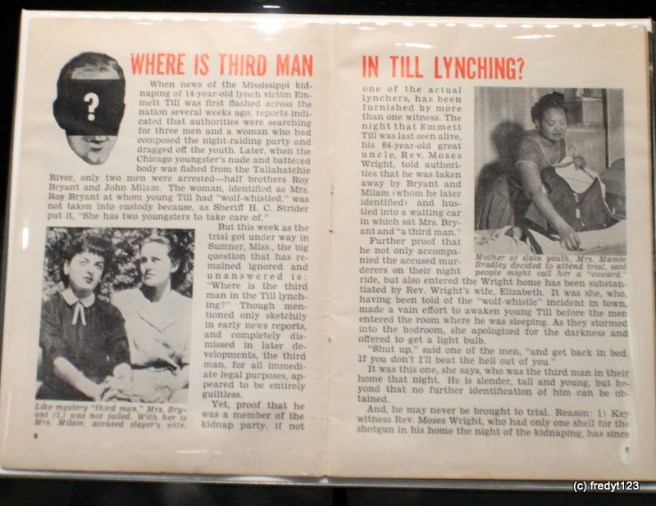 WHERE IS THIRD MAN
?
When news of the Mississippi kid-
naping of 14-year-old lynch victim Em-
mett Till was first flashed across the
nation several weeks ago, reports indi-
cated that authorities were searching
for three men and a woman who had
composed the night-raiding party and
dragged off the youth. Later, when the
Chicago youngster's nude and battered
body was fished from the Tallahatchie
River, only two men were arrested—half brothers Roy
Bryant and John Milam. The woman, identified as Mrs.
Roy Bryant at whom young Till had "wolf-whistled," was
not taken into custody because, as Sheriff H. C. Strider
put it, "She has two youngsters to take care of."
But this week as the
trial got under way in
Sumner, Miss., the big
question that has re-
mained ignored and
unanswered is:
"Where is the third
man in the Till lynch-
ing?" Though men-
tioned only sketchily
in early news reports,
and completely dis-
missed in later de-
velopments, the third
man, for all immedi-
ate legal purposes, ap-
peared to be entirely
guiltless.
Yet, proof that he
was a member of the
kidnap party, if not
Like mystery "third man," Mrs. Bry-
ant (l.) was not jailed. With her is
Mrs. Milam, accused slayer's wife.
8
IN TILL LYNCHING?
one of the actual
lynchers, has been
furnished by more
than one witness. The
night that Emmett
Till was last seen alive,
his 64-year-old great
uncle, Rev. Moses
Wright, told authori-
ties that he was taken
away by Bryant and
Milam (whom he later
identified) and hus-
tled into a waiting car
in which sat Mrs. Bry-
ant and "a third man."
Further proof that
he not only accompa-
nied the accused mur-
derers on their night
Mother of slain youth, Mrs. Mamie
Bradley decided to attend trial, said
people might call her a "coward."
ride, but also entered the Wright home has been substan-
tiated by Rev. Wright's wife, Elizabeth. It was she, who,
having been told of the "wolf-whistle" incident in town,
made a vain effort to awaken young Till before the men
entered the room where he was sleeping. As they stormed
into the bedroom, she apologized for the darkness and
offered to get a light bulb.
"Shut up," said one of the men, "and get back in bed.
If you don't I'll beat the hell out of you."
It was this one, she says, who was the third man in their
home that night. He is slender, tall and young, but be-
yond that no further identification of him can be ob-
tained.
And, he may never be brought to trial. Reason: 1) Key
witness Rev. Moses Wright, who had only one shell for the
shotgun in his home the night of the kidnaping, has since
9
(c) fredyt123